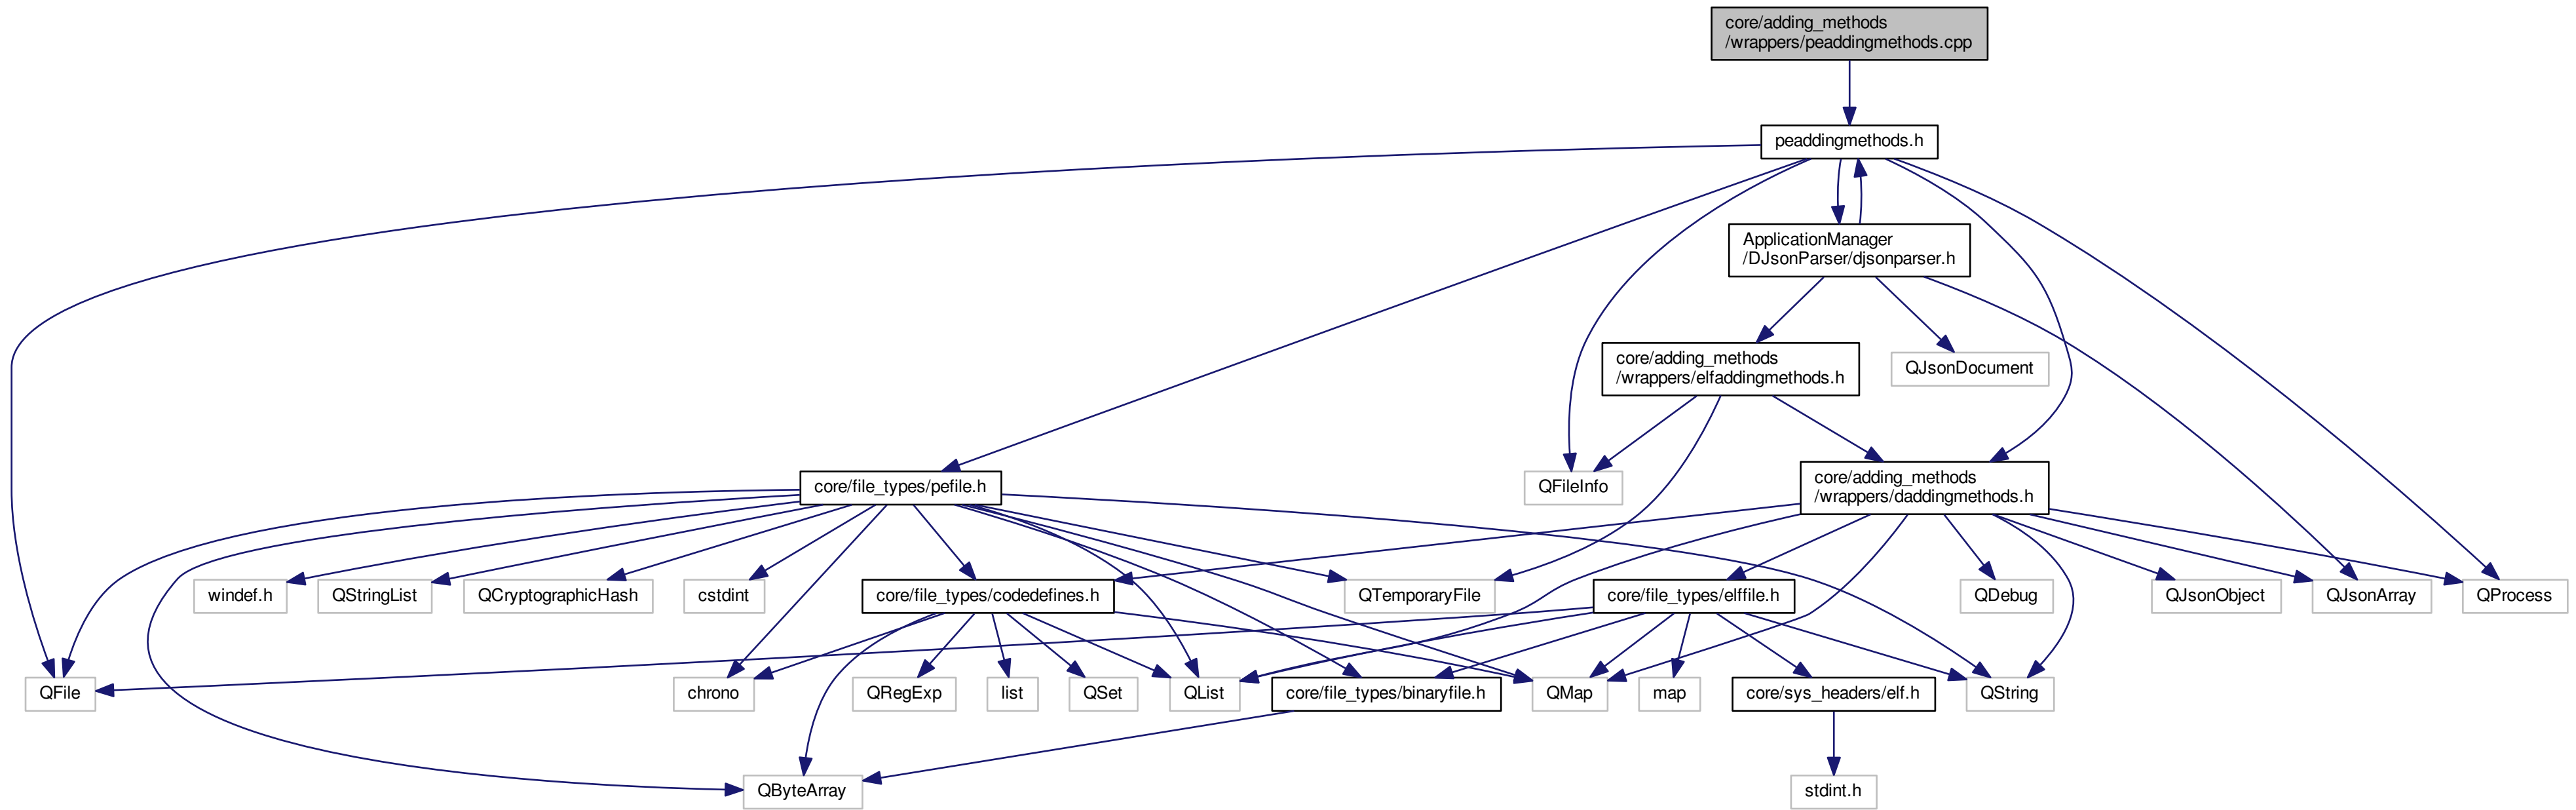 core/adding_methods
/wrappers/peaddingmethods.cpp
peaddingmethods.h
ApplicationManager
/DJsonParser/djsonparser.h
core/adding_methods
/wrappers/elfaddingmethods.h
QJsonDocument
core/file_types/pefile.h
QFileInfo
core/adding_methods
/wrappers/daddingmethods.h
windef.h
QStringList
QCryptographicHash
cstdint
core/file_types/codedefines.h
QTemporaryFile
core/file_types/elffile.h
QDebug
QJsonObject
QJsonArray
QProcess
QFile
chrono
QRegExp
list
QSet
QList
core/file_types/binaryfile.h
QMap
map
core/sys_headers/elf.h
QString
QByteArray
stdint.h